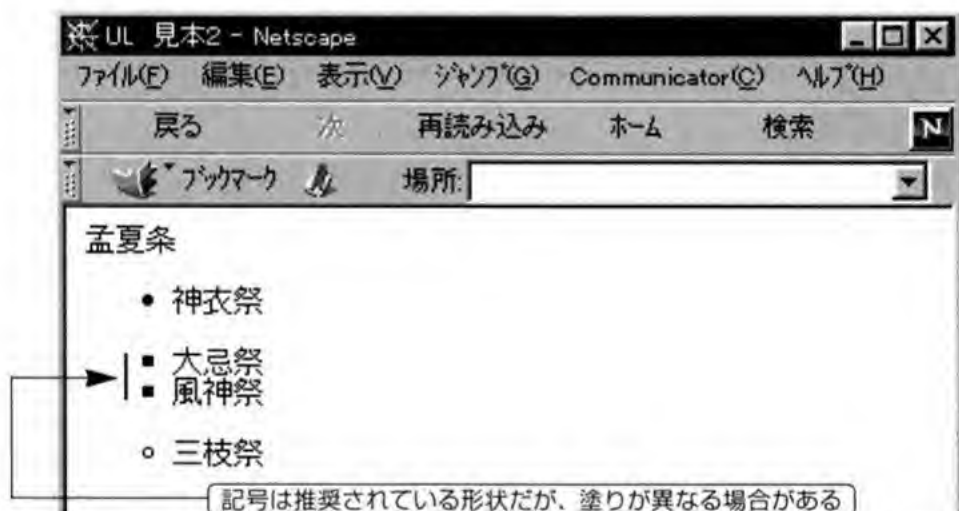 UL 見本2 - Netscape
ファイル(F) 編集(E) 表示(V) ジャンプ(G) Communicator(C) ヘルプ(H)
戻る 次 再読み込み ホーム 検索 N
ブックマーク 場所:
孟夏条
• 神衣祭
▪ 大忌祭
▪ 風神祭
◦ 三枝祭
記号は推奨されている形状だが、塗りが異なる場合がある